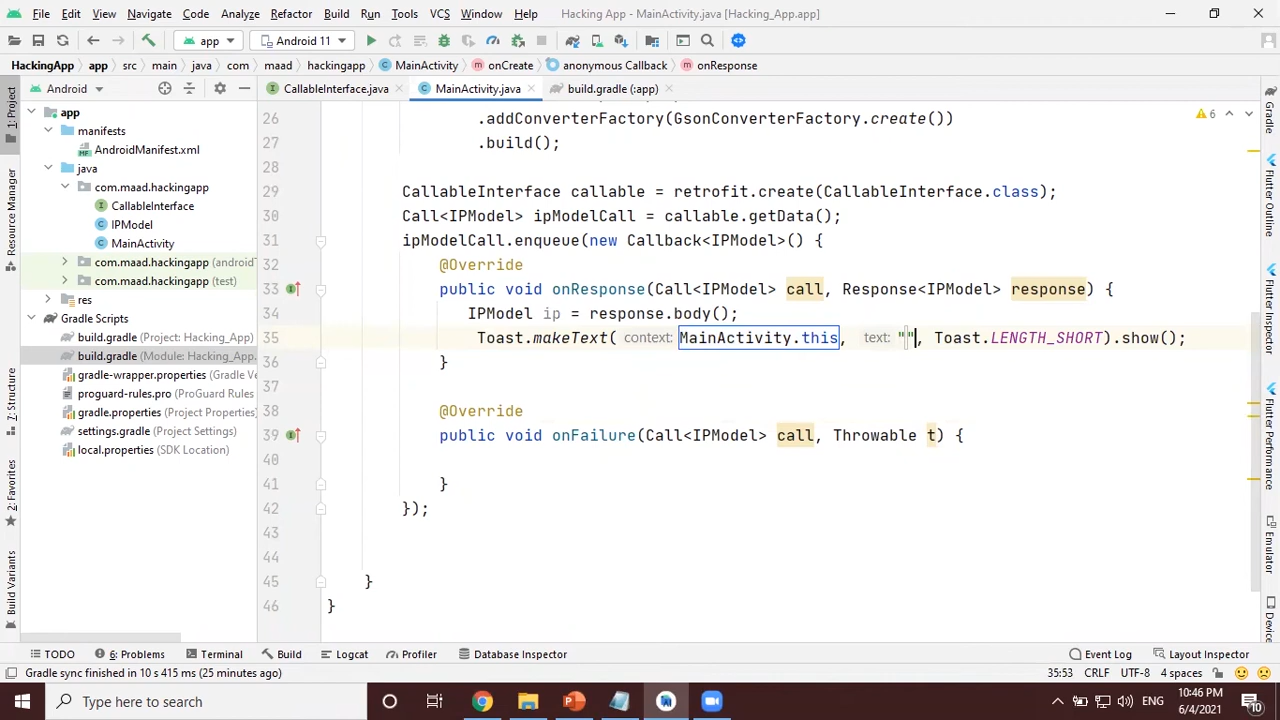 File Edit View Navigate Code Analyze Refactor Build Run Tools VCS Window Help Hacking App - MainActivity.java [Hacking_App.app]
app Android 11
HackingApp app src main java com maad hackingapp MainActivity onCreate anonymous Callback onResponse
Android CallableInterface.java MainActivity.java build.gradle (:app)
1: Project
Resource Manager
Z: Structure
2: Favorites
Build Variants
app
manifests
AndroidManifest.xml
java
com.maad.hackingapp
CallableInterface
IPModel
MainActivity
com.maad.hackingapp (android
com.maad.hackingapp (test)
res
Gradle Scripts
build.gradle (Project: Hacking_App)
build.gradle (Module: Hacking_App.
gradle-wrapper.properties (Gradle
proguard-rules.pro (ProGuard Rules
gradle.properties (Project Properties)
settings.gradle (Project Settings)
local.properties (SDK Location)
6
26 .addConverterFactory(GsonConverterFactory.create())
27 .build();
28
29 CallableInterface callable = retrofit.create(CallableInterface.class);
30 Call<IPModel> ipModelCall = callable.getData();
31 ipModelCall.enqueue(new Callback<IPModel>() {
32 @Override
33 public void onResponse(Call<IPModel> call, Response<IPModel> response) {
34 IPModel ip = response.body();
35 Toast.makeText( context: MainActivity.this, text: "", Toast.LENGTH_SHORT).show();
36 }
37
38 @Override
39 public void onFailure(Call<IPModel> call, Throwable t) {
40
41 }
42 });
43
44
45 }
46 }
Gradle
Flutter Outline
Flutter Inspector
Flutter Performance
Emulator
Device
TODO 6: Problems Terminal Build Logcat Profiler Database Inspector Event Log Layout Inspector
Gradle sync finished in 10 s 415 ms (25 minutes ago) 35:53 CRLF UTF-8 4 spaces
Type here to search ENG 10:46 PM
6/4/2021 10